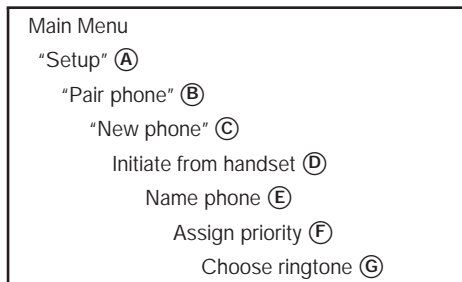 Main Menu
“Setup” Ⓐ
“Pair phone” Ⓑ
“New phone” Ⓒ
Initiate from handset Ⓓ
Name phone Ⓔ
Assign priority Ⓕ
Choose ringtone Ⓖ